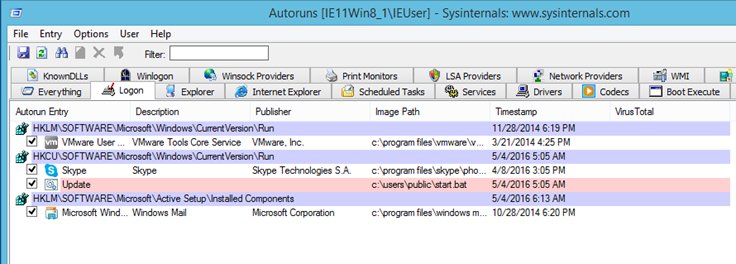 Autoruns [IE11Win8_1\IEUser] - Sysinternals: www.sysinternals.com
File Entry Options User Help
Filter:
KnownDLLs Winlogon Winsock Providers Print Monitors LSA Providers Network Providers WMI
Everything Logon Explorer Internet Explorer Scheduled Tasks Services Drivers Codecs Boot Execute
Autorun Entry Description Publisher Image Path Timestamp VirusTotal
HKLM\SOFTWARE\Microsoft\Windows\CurrentVersion\Run 11/28/2014 6:19 PM
vm VMware User ... VMware Tools Core Service VMware, Inc. c:\program files\vmware\v... 3/21/2014 4:25 PM
HKCU\SOFTWARE\Microsoft\Windows\CurrentVersion\Run 5/4/2016 5:05 AM
Skype Skype Skype Technologies S.A. c:\program files\skype\pho... 4/8/2016 3:05 PM
Update c:\users\public\start.bat 5/4/2016 5:05 AM
HKLM\SOFTWARE\Microsoft\Active Setup\Installed Components 5/4/2016 6:13 AM
Microsoft Wind... Windows Mail Microsoft Corporation c:\program files\windows m... 10/28/2014 6:20 PM